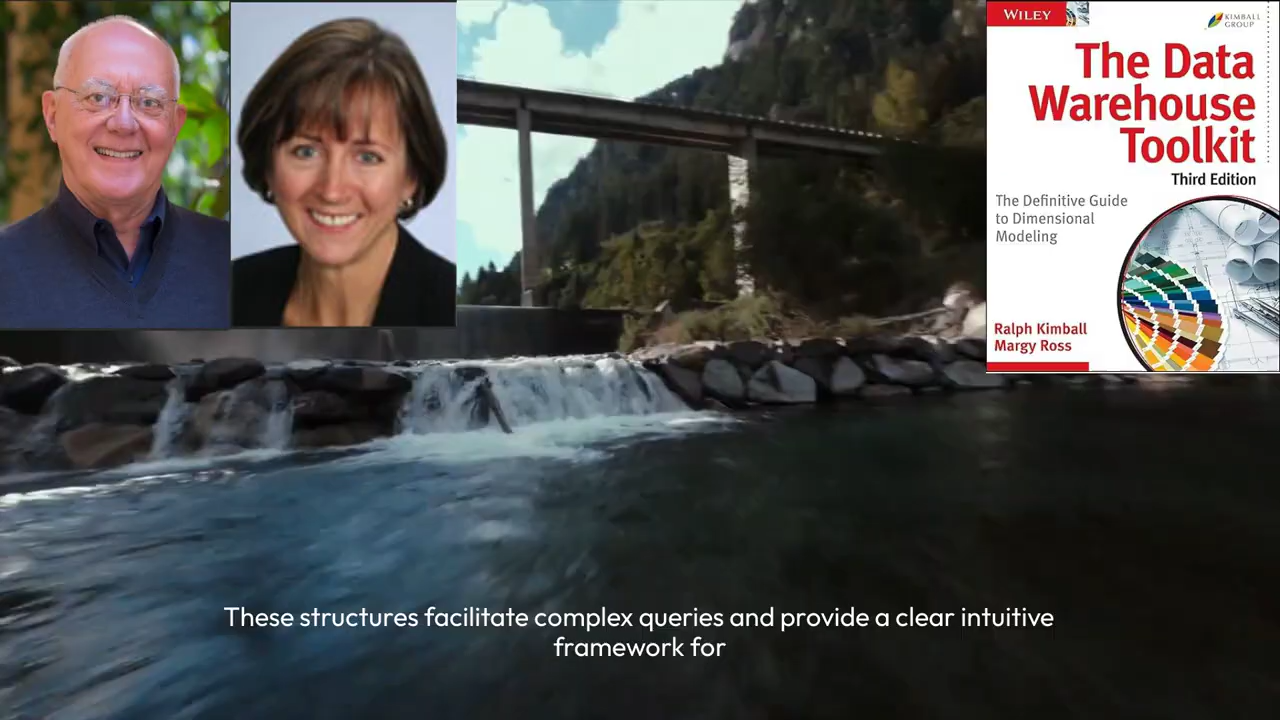 WILEY
KIMBALL
GROUP
The Data
Warehouse
Toolkit
Third Edition
The Definitive Guide
to Dimensional
Modeling
Ralph Kimball
Margy Ross
These structures facilitate complex queries and provide a clear intuitive
framework for